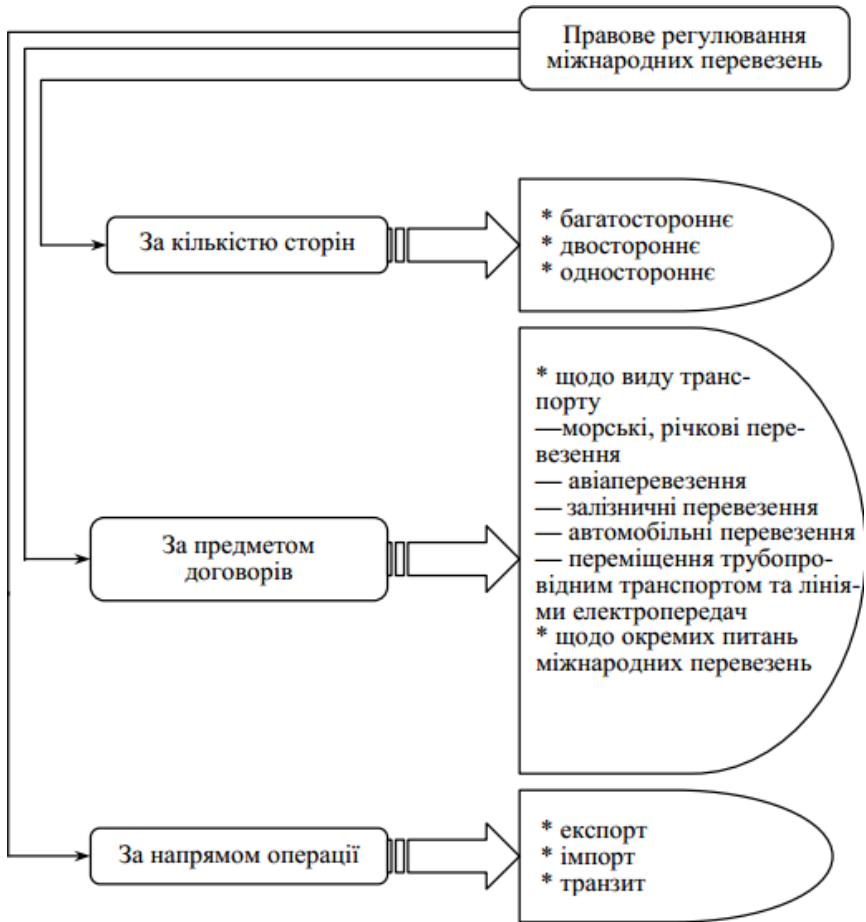 Правове регулювання
міжнародних перевезень
За кількістю сторін
* багатостороннє
* двостороннє
* одностороннє
За предметом
договорів
* щодо виду транс-
порту
—морські, річкові пере-
везення
— авіаперевезення
— залізничні перевезення
— автомобільні перевезення
— переміщення трубопро-
відним транспортом та лінія-
ми електропередач
* щодо окремих питань
міжнародних перевезень
За напрямом операції
* експорт
* імпорт
* транзит